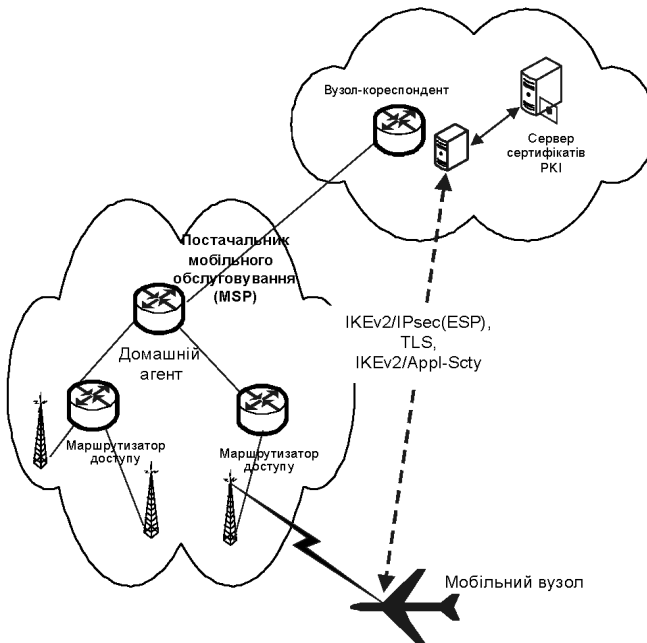 Вузол-кореспондент
Сервер
сертифікатів
PKI
Постачальник
мобільного
обслутовування
(MSP)
IKEv2/IPsec(ESP),
TLS,
IKEv2/Appl-Scty
Домашній
агент
Маршрутизатор
доступу
Маршрутизатор
доступу
Мобільний вузол